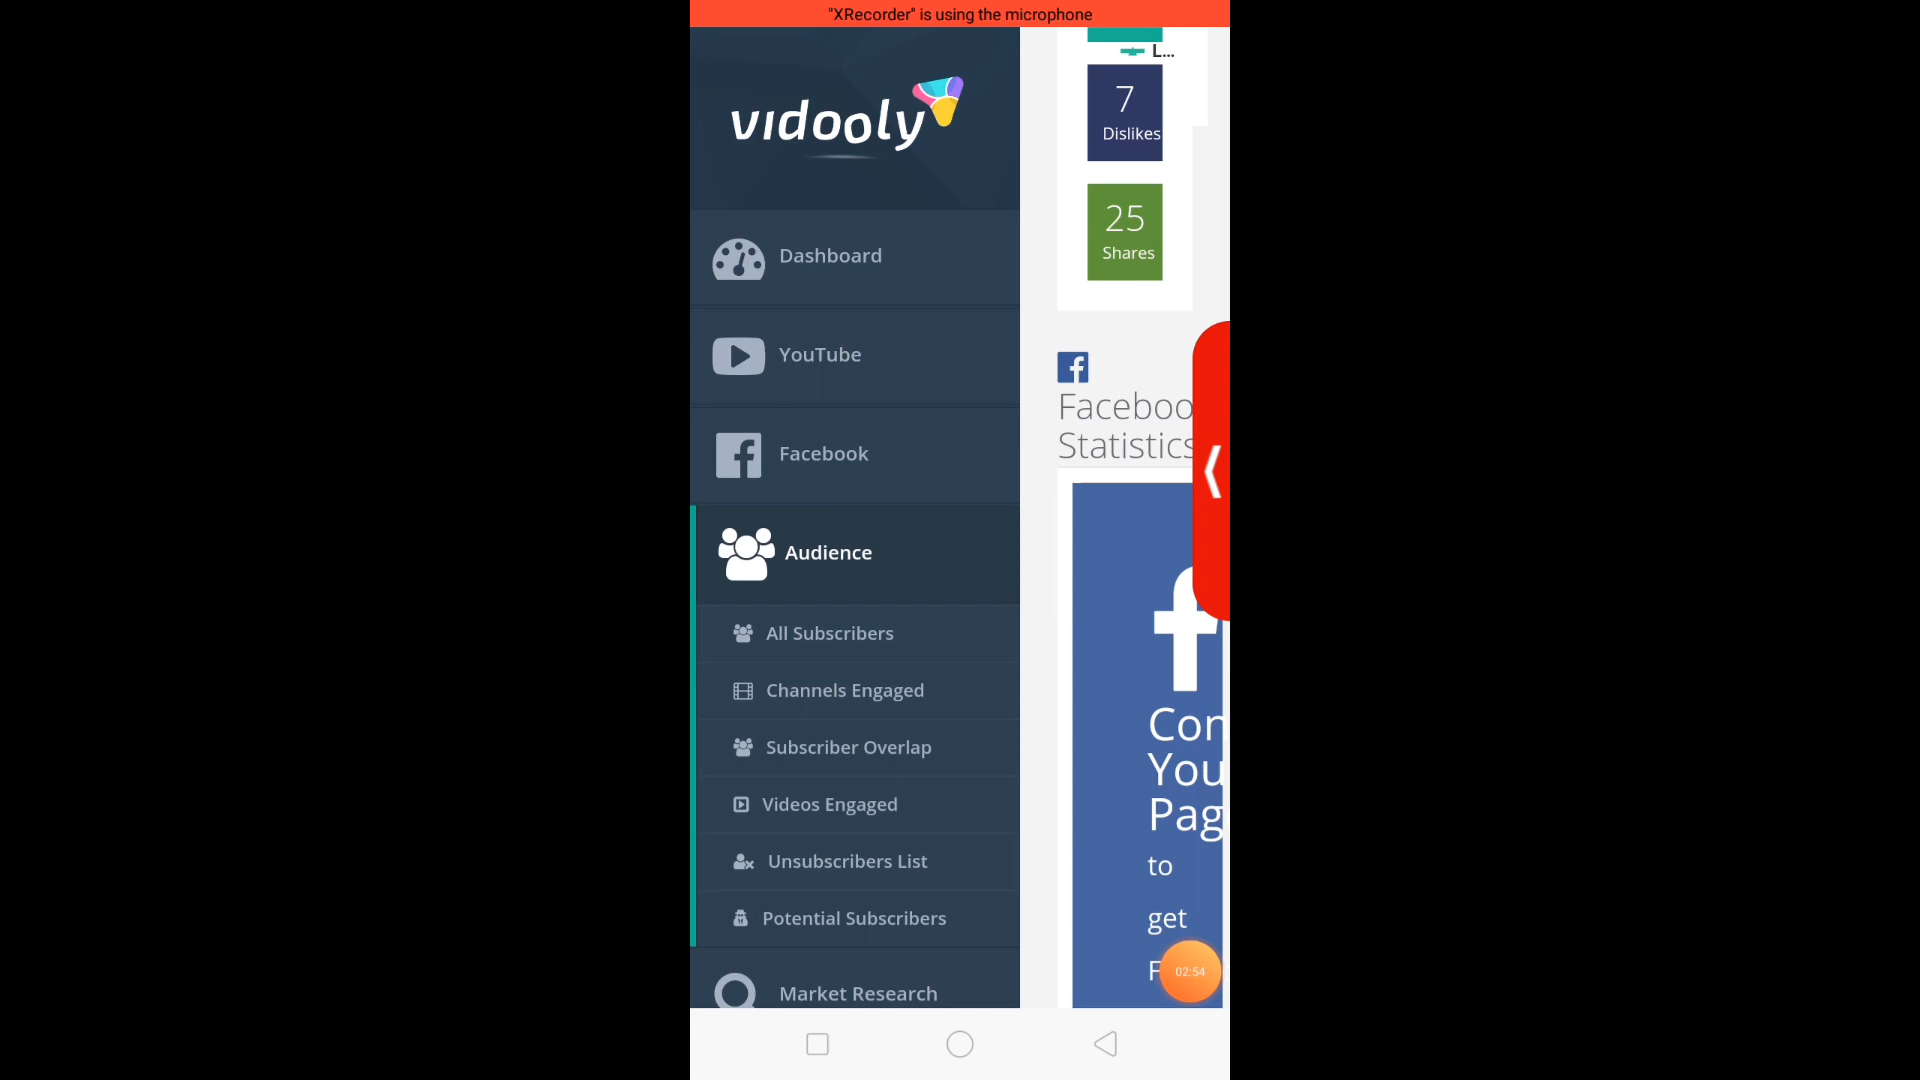 "XRecorder" is using the microphone
vidooly
Dashboard
YouTube
Facebook
Audience
All Subscribers
Channels Engaged
Subscriber Overlap
Videos Engaged
Unsubscribers List
Potential Subscribers
Market Research
L...
7
Dislikes
25
Shares
Faceboo
Statistics
Con
You
Pag
to
get
F
02:54